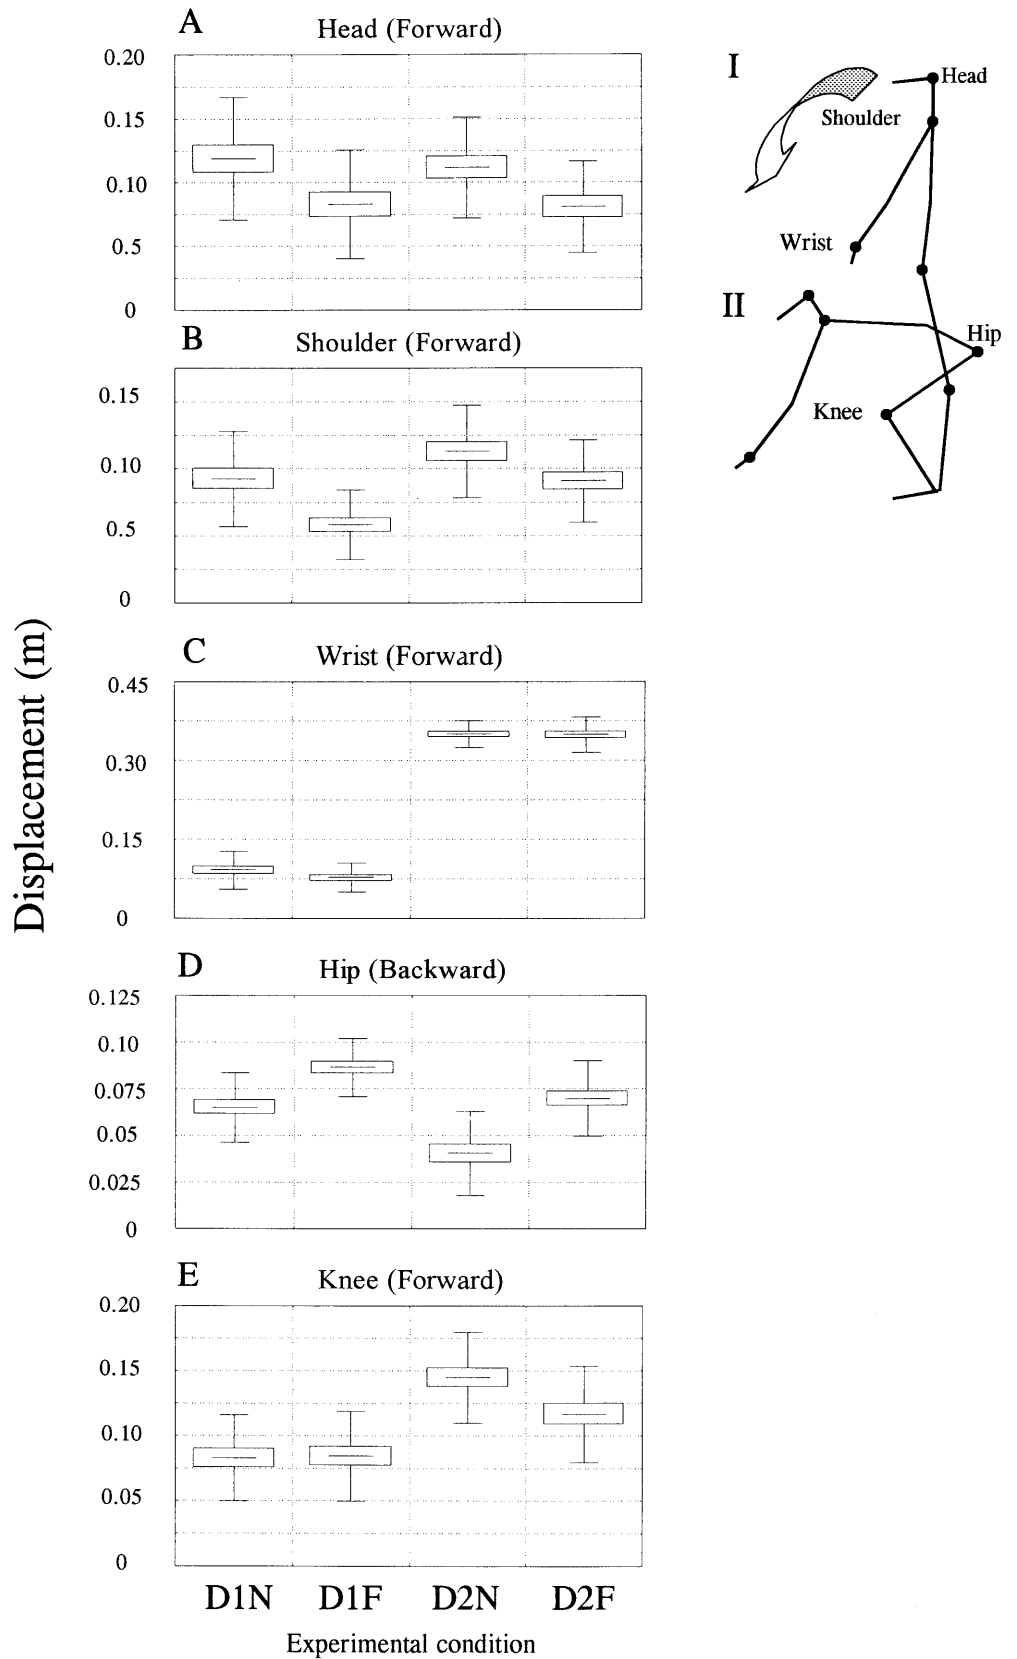 A
Head (Forward)
0.20
0.15
0.10
0.5
0
B
Shoulder (Forward)
0.15
0.10
0.5
0
C
Wrist (Forward)
0.45
0.30
0.15
0
D
Hip (Backward)
0.125
0.10
0.075
0.05
0.025
0
E
Knee (Forward)
0.20
0.15
0.10
0.05
0
D1N D1F D2N D2F
Experimental condition
Displacement (m)
I
Head
Shoulder
Wrist
II
Hip
Knee